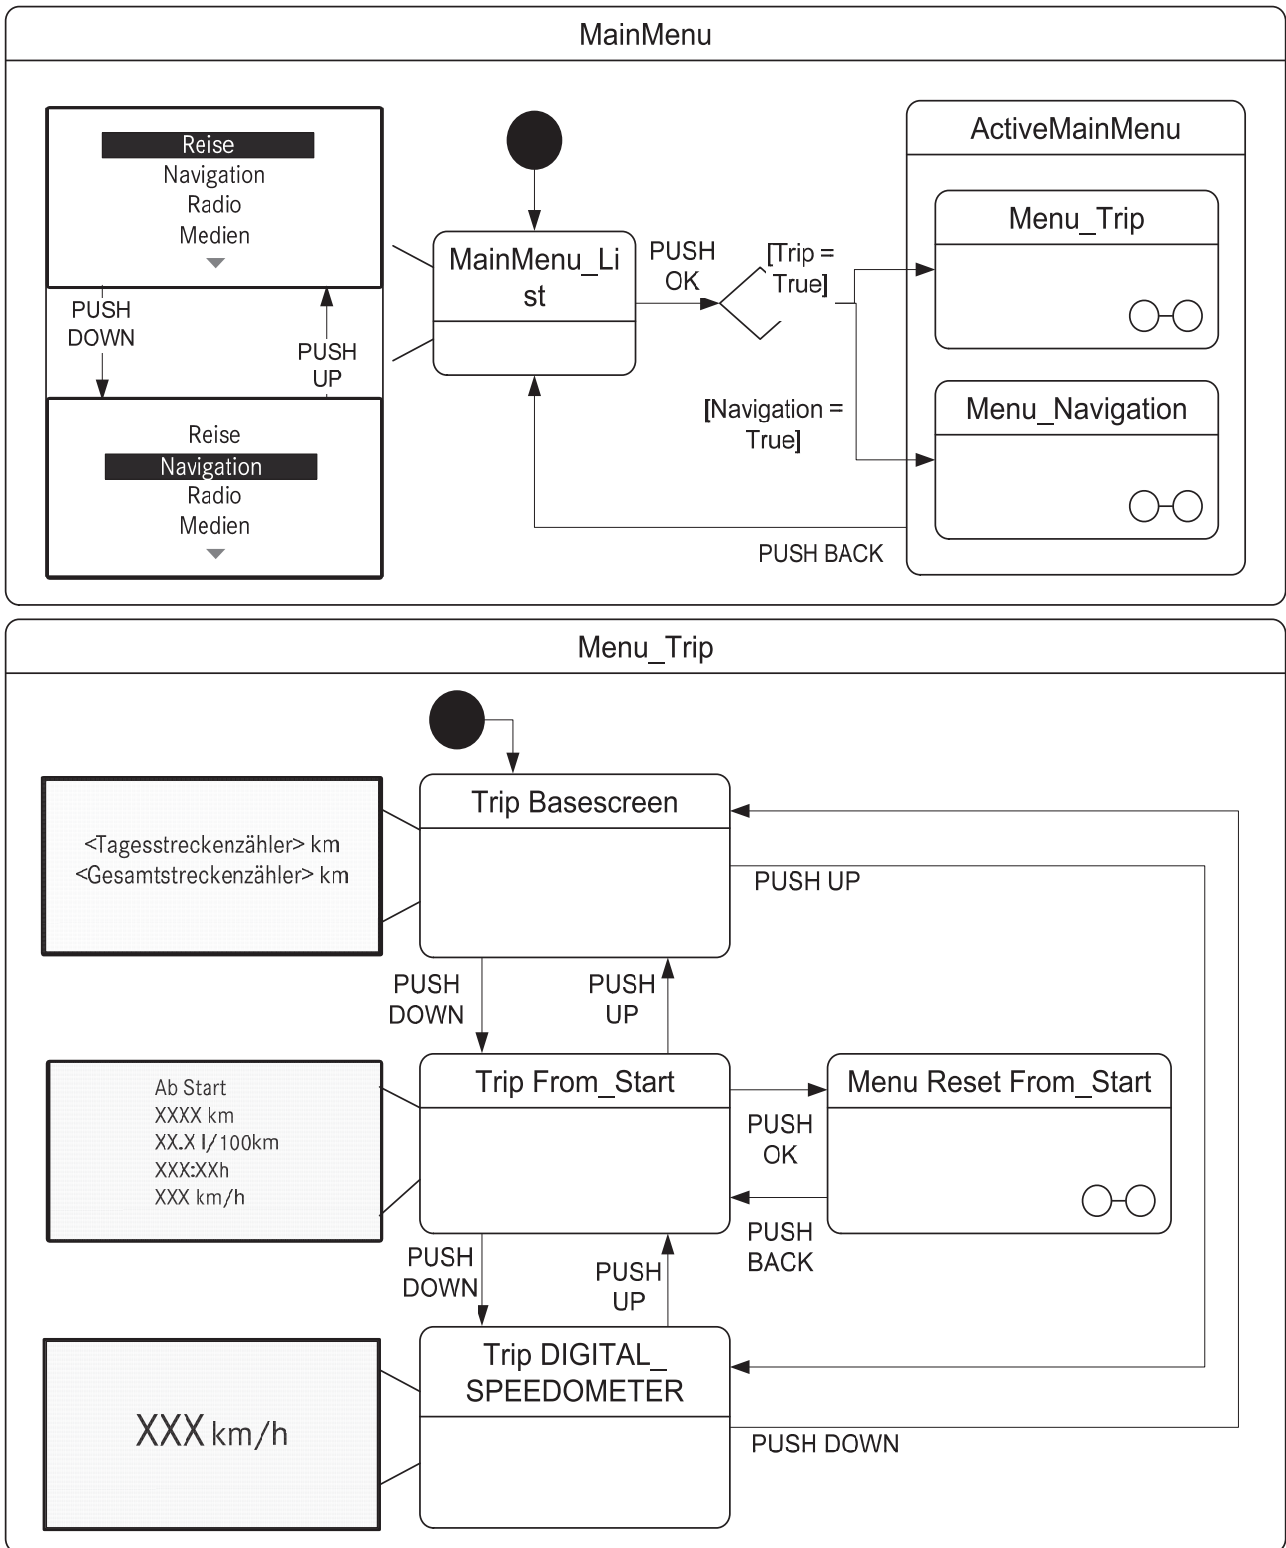 MainMenu
Reise
Navigation
Radio
Medien
PUSH
DOWN
PUSH
UP
Reise
Navigation
Radio
Medien
MainMenu_Li
st
PUSH
OK
[Trip =
True]
[Navigation =
True]
PUSH BACK
ActiveMainMenu
Menu_Trip
Menu_Navigation
Menu_Trip
Trip Basescreen
<Tagesstreckenzähler> km
<Gesamtstreckenzähler> km
PUSH UP
PUSH
DOWN
PUSH
UP
Ab Start
XXXX km
XX.X l/100km
XXX:XXh
XXX km/h
Trip From_Start
PUSH
OK
PUSH
BACK
Menu Reset From_Start
PUSH
DOWN
PUSH
UP
XXX km/h
Trip DIGITAL_
SPEEDOMETER
PUSH DOWN